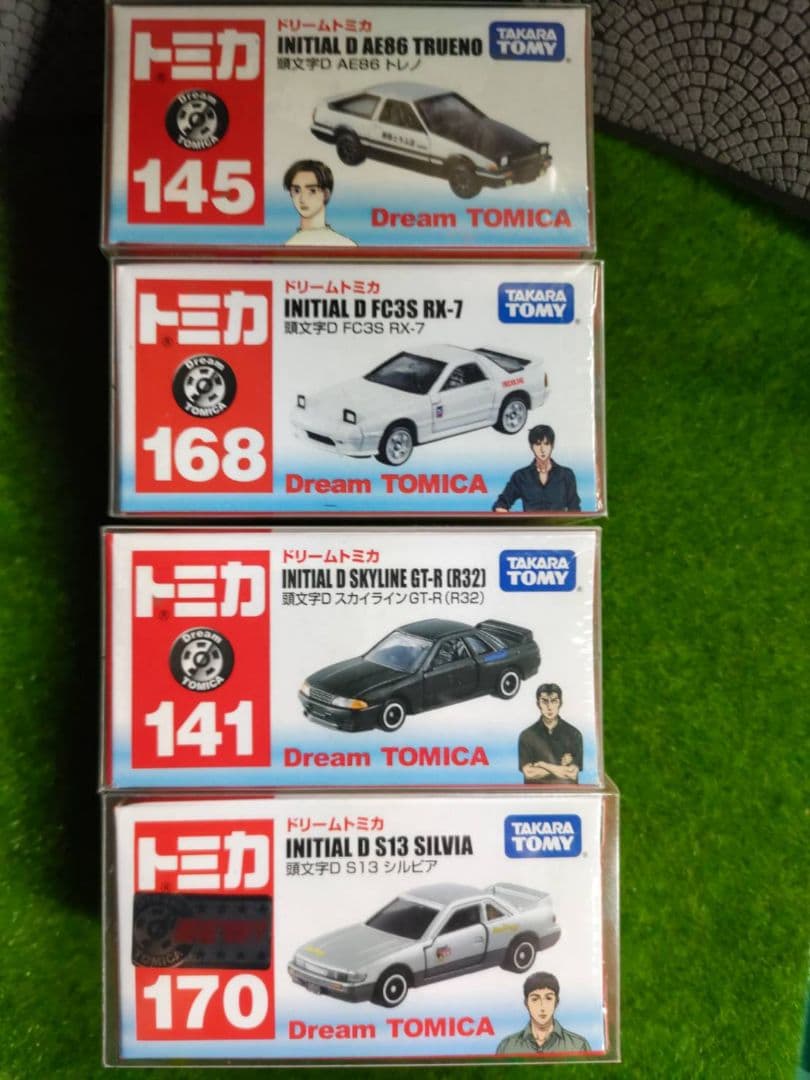 トミカ
Dream
TOMICA
145
ドリームトミカ
INITIAL D AE86 TRUENO
頭文字D AE86 トレノ
TAKARA
TOMY
Dream TOMICA
トミカ
Dream
TOMICA
168
ドリームトミカ
INITIAL D FC3S RX-7
頭文字D FC3S RX-7
TAKARA
TOMY
Dream TOMICA
トミカ
Dream
TOMICA
141
ドリームトミカ
INITIAL D SKYLINE GT-R (R32)
頭文字D スカイラインGT-R (R32)
TAKARA
TOMY
Dream TOMICA
トミカ
TOMICA
170
ドリームトミカ
INITIAL D S13 SILVIA
頭文字D S13 シルビア
TAKARA
TOMY
Dream TOMICA